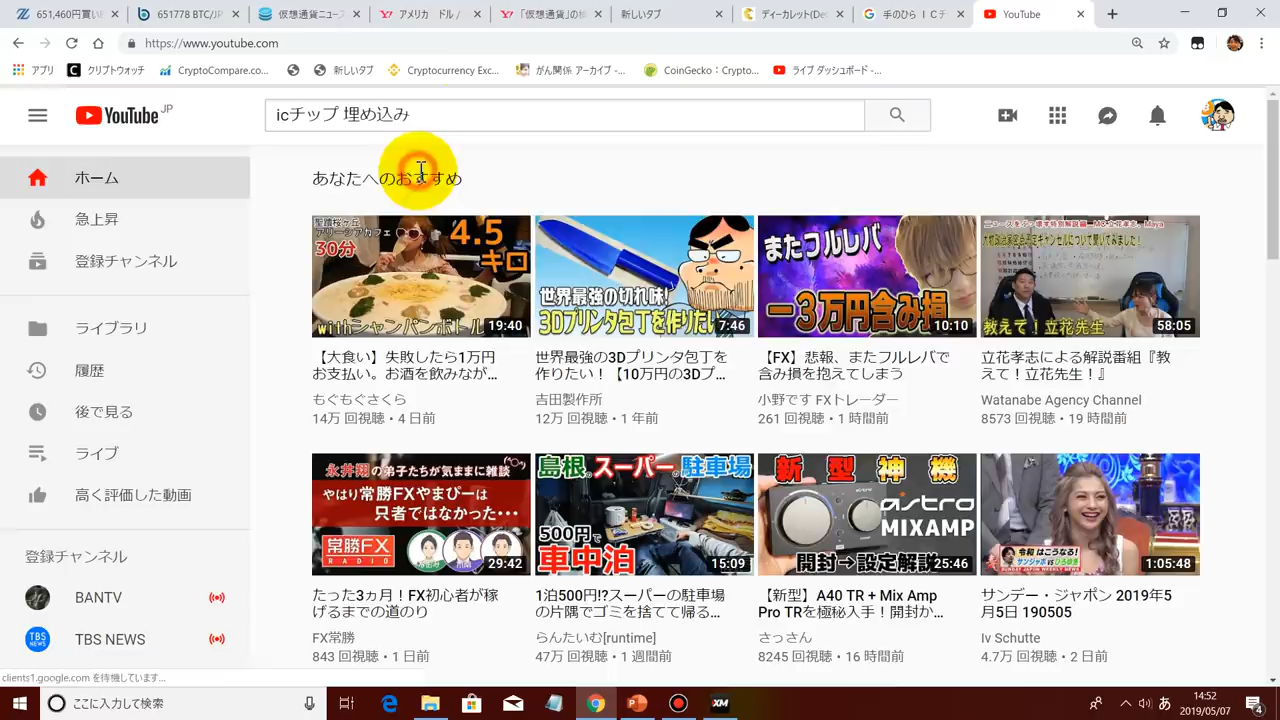 651,460円買い
651778 BTC/JP
仮想通貨ニュース
アメリカ ドル /
「仮想通貨」の検
新しいタブ
ディーカレット(De
手のひら ICチ
YouTube
https://www.youtube.com
アプリ
クリプトウォッチ
CryptoCompare.co...
新しいタブ
Cryptocurrency Exc...
がん関係 アーカイブ -...
CoinGecko：Crypto...
ライブ ダッシュボード -...
YouTube JP
icチップ 埋め込み
ホーム
急上昇
登録チャンネル
ライブラリ
履歴
後で見る
ライブ
高く評価した動画
登録チャンネル
BANTV
TBS NEWS
あなたへのおすすめ
聖蹟桜ヶ丘
グリーンアカフェ
30分
4.5
キロ
withシャンパンボトル
19:40
世界最強の切れ味!
3Dプリンタ包丁を作りたい
7:46
またフルレバ
－3万円含み損
10:10
教えて！立花先生
58:05
【大食い】失敗したら1万円
お支払い。お酒を飲みなが...
もぐもぐさくら
14万 回視聴・4 日前
世界最強の3Dプリンタ包丁を
作りたい！【10万円の3Dプ...
吉田製作所
12万 回視聴・1 年前
【FX】悲報、またフルレバで
含み損を抱えてしまう
小野です FXトレーダー
261 回視聴・1 時間前
立花孝志による解説番組『教
えて！立花先生！』
Watanabe Agency Channel
8573 回視聴・19 時間前
永井翔の弟子たちが気ままに雑談
やはり常勝FXやまぴーは
只者ではなかった・・・
常勝FX
RADIO
29:42
島根のスーパーの駐車場
500円で
車中泊
15:09
新型神機
ASTRO
MIXAMP
開封→設定解説
25:46
令和 はこうなる!
サンジャポ
1:05:48
たった3ヵ月！FX初心者が稼
げるまでの道のり
FX常勝
843 回視聴・1 日前
1泊500円!?スーパーの駐車場
の片隅でゴミを捨てて帰る...
らんたいむ[runtime]
47万 回視聴・1 週間前
【新型】A40 TR + Mix Amp
Pro TRを極秘入手！開封か...
さっさん
8245 回視聴・16 時間前
サンデー・ジャポン 2019年5
月5日 190505
Iv Schutte
4.7万 回視聴・2 日前
clients1.google.com を待機しています...
ここに入力して検索
XM
あ
14:52
2019/05/07
4